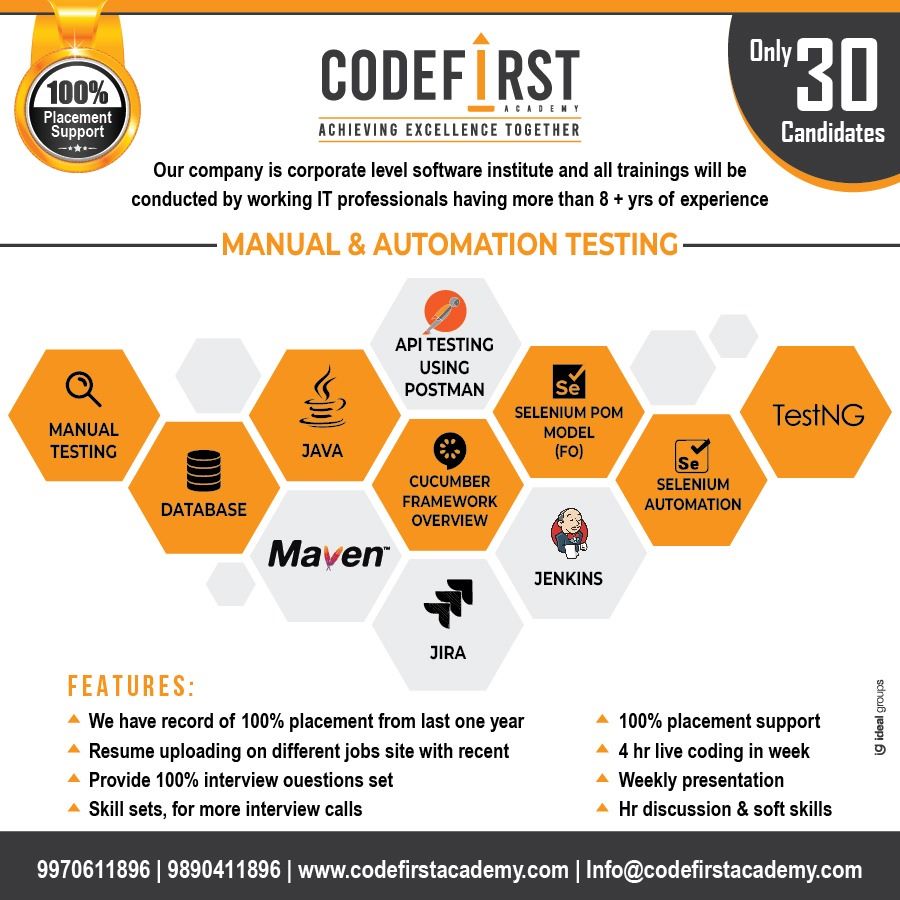 100%
Placement
Support
CODEFIRST
ACADEMY
ACHIEVING EXCELLENCE TOGETHER
Only 30
Candidates
Our company is corporate level software institute and all trainings will be
conducted by working IT professionals having more than 8 + yrs of experience
MANUAL & AUTOMATION TESTING
API TESTING
USING
POSTMAN
MANUAL
TESTING
DATABASE
JAVA
Maven™
CUCUMBER
FRAMEWORK
OVERVIEW
JIRA
Se
SELENIUM POM
MODEL
(FO)
JENKINS
Se
SELENIUM
AUTOMATION
TestNG
FEATURES:
We have record of 100% placement from last one year
Resume uploading on different jobs site with recent
Provide 100% interview ouestions set
Skill sets, for more interview calls
100% placement support
4 hr live coding in week
Weekly presentation
Hr discussion & soft skills
ig ideal groups
9970611896 | 9890411896 | www.codefirstacademy.com | Info@codefirstacademy.com